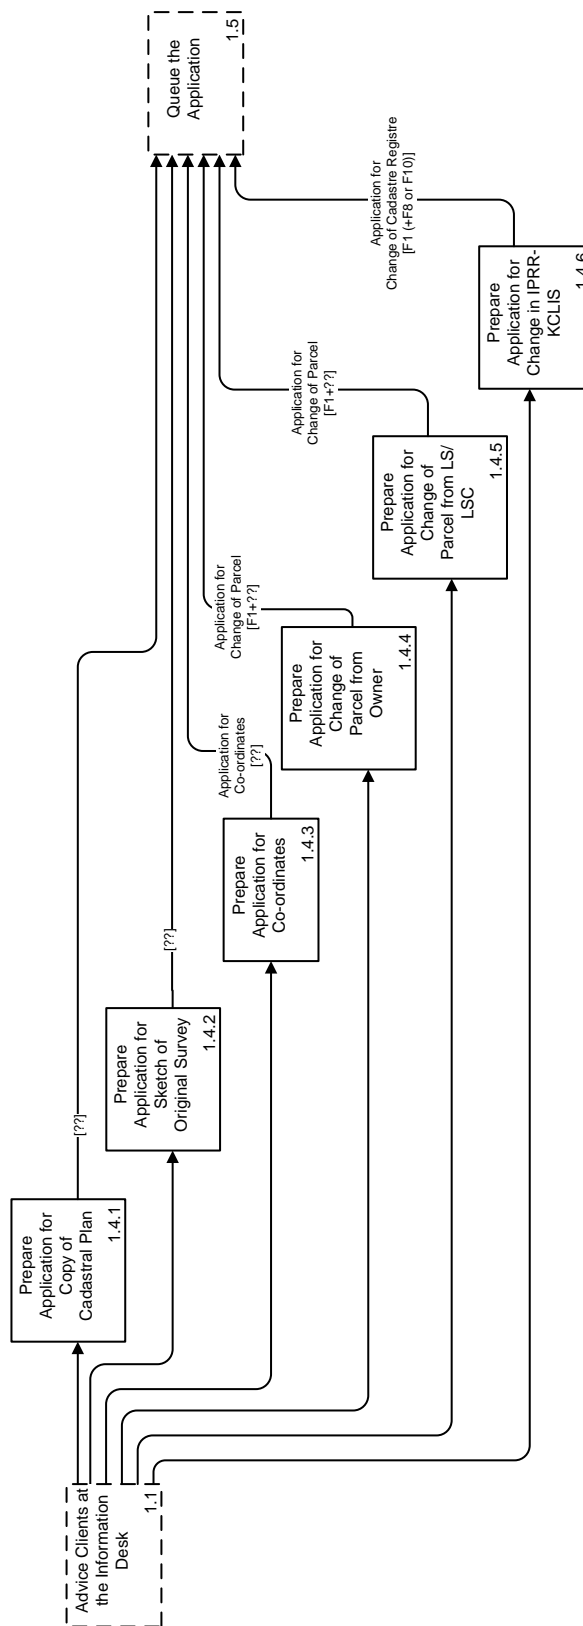 Advice Clients at
the Information
Desk
1.1
Prepare
Application for
Copy of
Cadastral Plan
1.4.1
[??]
Prepare
Application for
Sketch of
Original Survey
1.4.2
[??]
Prepare
Application for
Co-ordinates
1.4.3
Application for
Co-ordinates
[??]
Prepare
Application for
Change of
Parcel from
Owner
1.4.4
Application for
Change of Parcel
[F1+??]
Prepare
Application for
Change of
Parcel from LS/
LSC
1.4.5
Application for
Change of Parcel
[F1+??]
Prepare
Application for
Change in IPRR-
KCLIS
1.4.6
Application for
Change of Cadastre Registre
[F1 (+F8 or F10)]
Queue the
Application
1.5